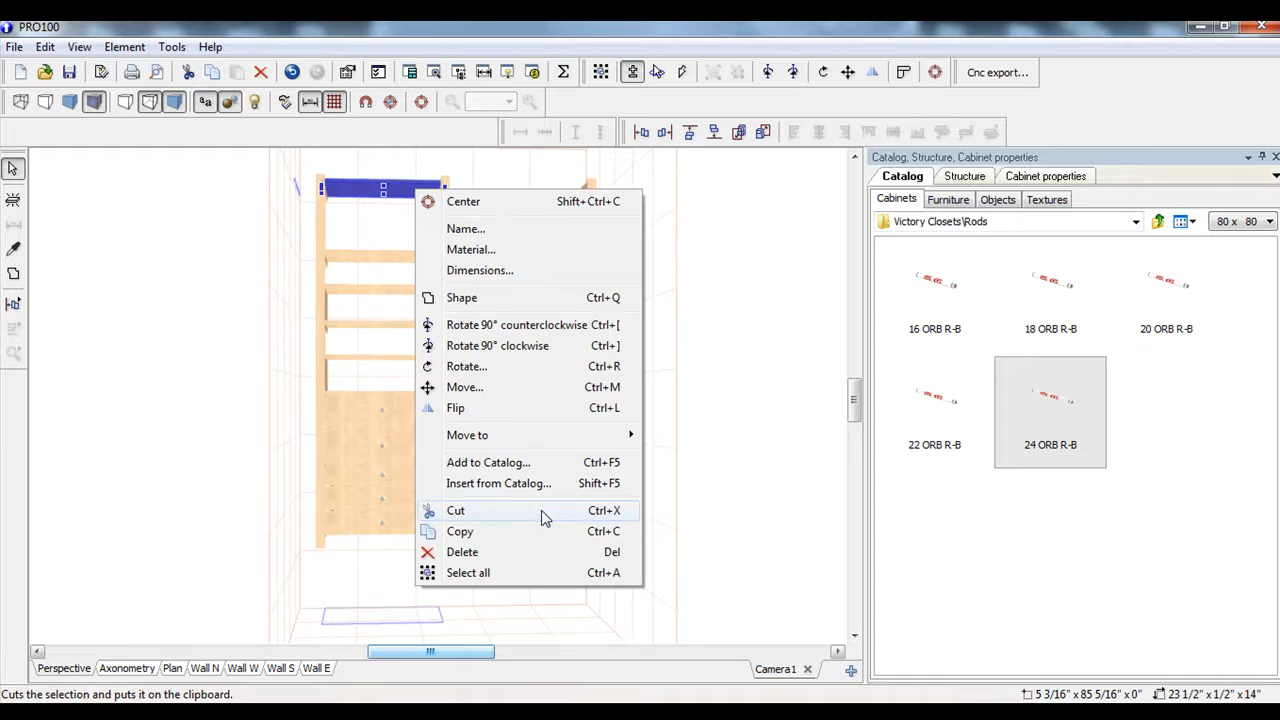 PRO100
File Edit View Element Tools Help
Cnc export...
Catalog, Structure, Cabinet properties
Catalog Structure Cabinet properties
Cabinets Furniture Objects Textures
Victory Closets\Rods 80 x 80
16 ORB R-B 18 ORB R-B 20 ORB R-B
22 ORB R-B 24 ORB R-B
Center Shift+Ctrl+C
Name...
Material...
Dimensions...
Shape Ctrl+Q
Rotate 90° counterclockwise Ctrl+[
Rotate 90° clockwise Ctrl+]
Rotate... Ctrl+R
Move... Ctrl+M
Flip Ctrl+L
Move to
Add to Catalog... Ctrl+F5
Insert from Catalog... Shift+F5
Cut Ctrl+X
Copy Ctrl+C
Delete Del
Select all Ctrl+A
Perspective Axonometry Plan Wall N Wall W Wall S Wall E Camera1
Cuts the selection and puts it on the clipboard. 5 3/16" x 85 5/16" x 0" 23 1/2" x 1/2" x 14"